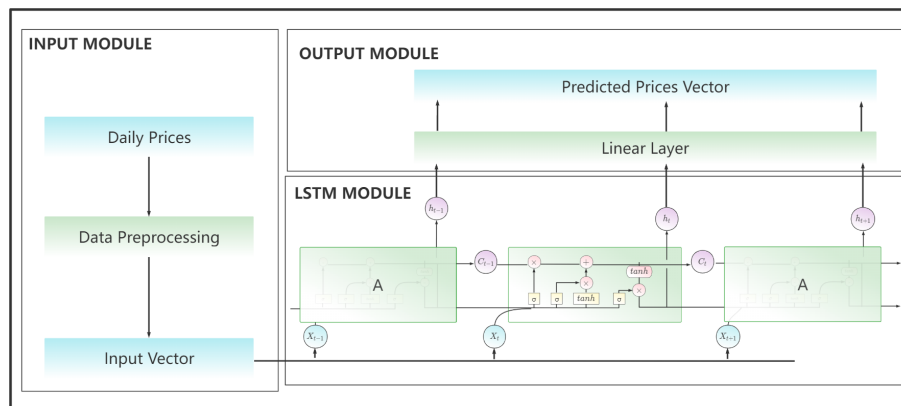 INPUT MODULE
Daily Prices
Data Preprocessing
Input Vector
OUTPUT MODULE
Predicted Prices Vector
Linear Layer
LSTM MODULE
h_{t-1}
h_t
h_{t+1}
A
C_{t-1}
× +
tanh
C_t
A
×
×
σ σ tanh σ
X_{t-1}
X_t
X_{t+1}